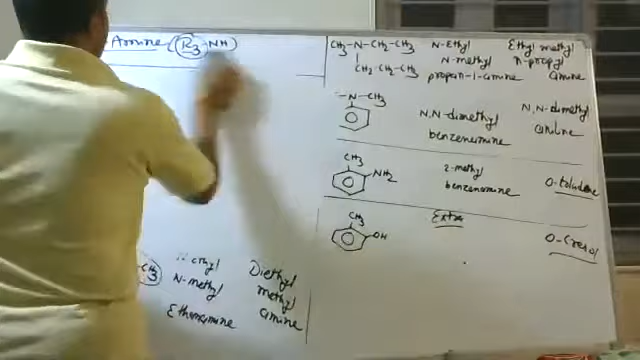 Amine (R3-NH)
CH3-N-CH2-CH3 N-Ethyl Ethyl methyl
N-methyl n-propyl
CH2-CH2-CH3 propan-1-amine amine
-N-CH3 N,N-dimethyl N,N-dimethyl
benzenamine aniline
CH3
NH2 2-methyl O-toludene
benzenamine
CH3 Extra
OH O-Cresol
CH3 N-ethyl Diethyl
N-methyl methyl
Ethanamine amine